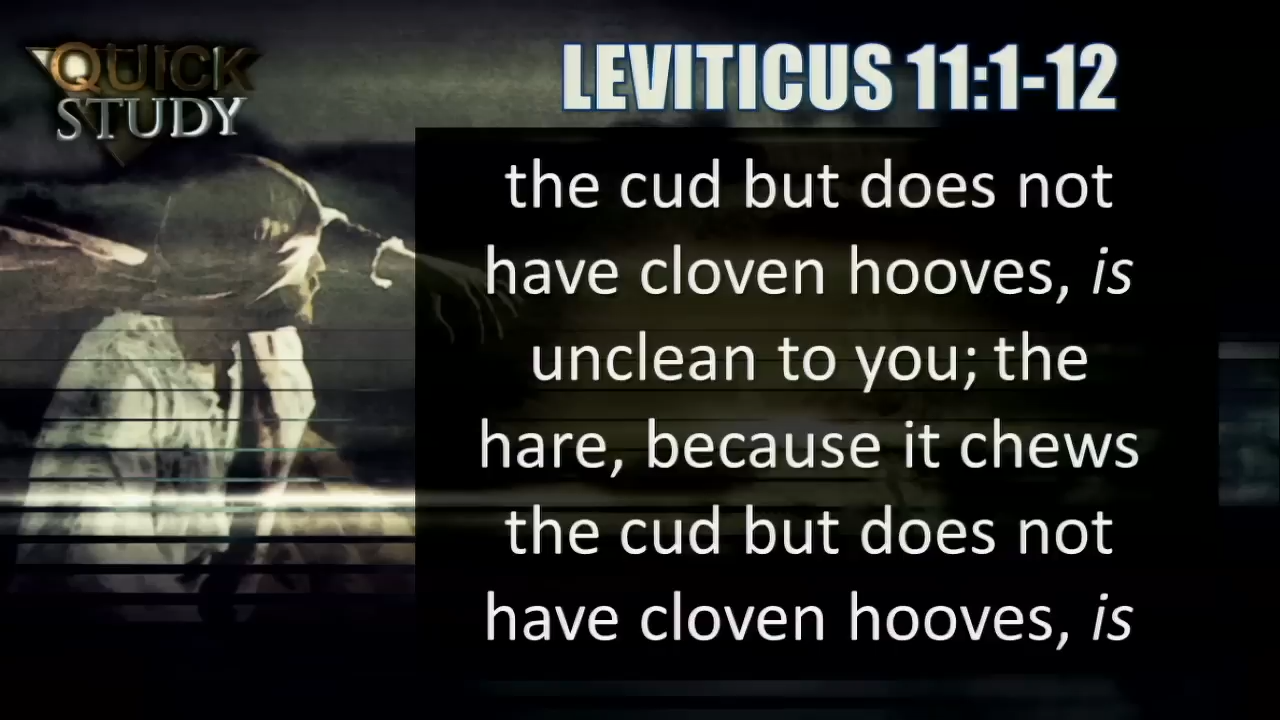 QUICK
STUDY
LEVITICUS 11:1-12
the cud but does not
have cloven hooves, is
unclean to you; the
hare, because it chews
the cud but does not
have cloven hooves, is